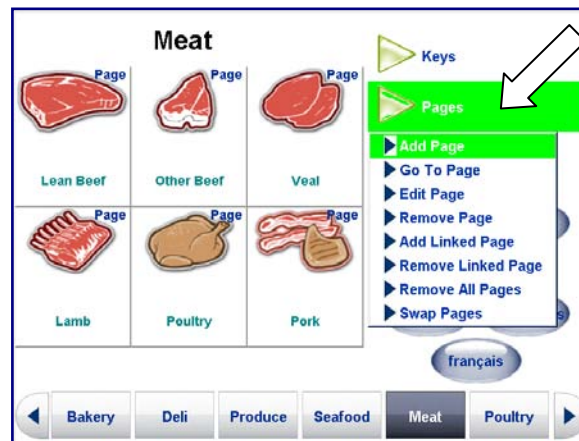 Meat
Keys
Page Page Page
Pages
Add Page
Lean Beef Other Beef Veal
Go To Page
Edit Page
Page Page Page
Remove Page
Add Linked Page
Remove Linked Page
Remove All Pages
Lamb Poultry Pork
Swap Pages
français
Bakery Deli Produce Seafood Meat Poultry